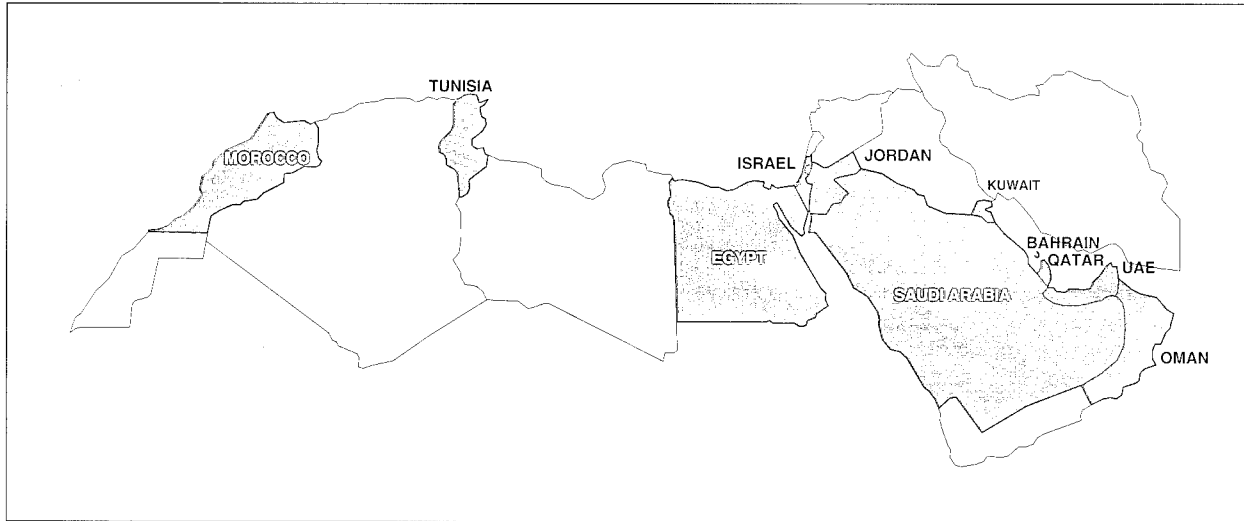 TUNISIA
MOROCCO
ISRAEL
JORDAN
KUWAIT
EGYPT
BAHRAIN
QATAR
UAE
SAUDI ARABIA
OMAN